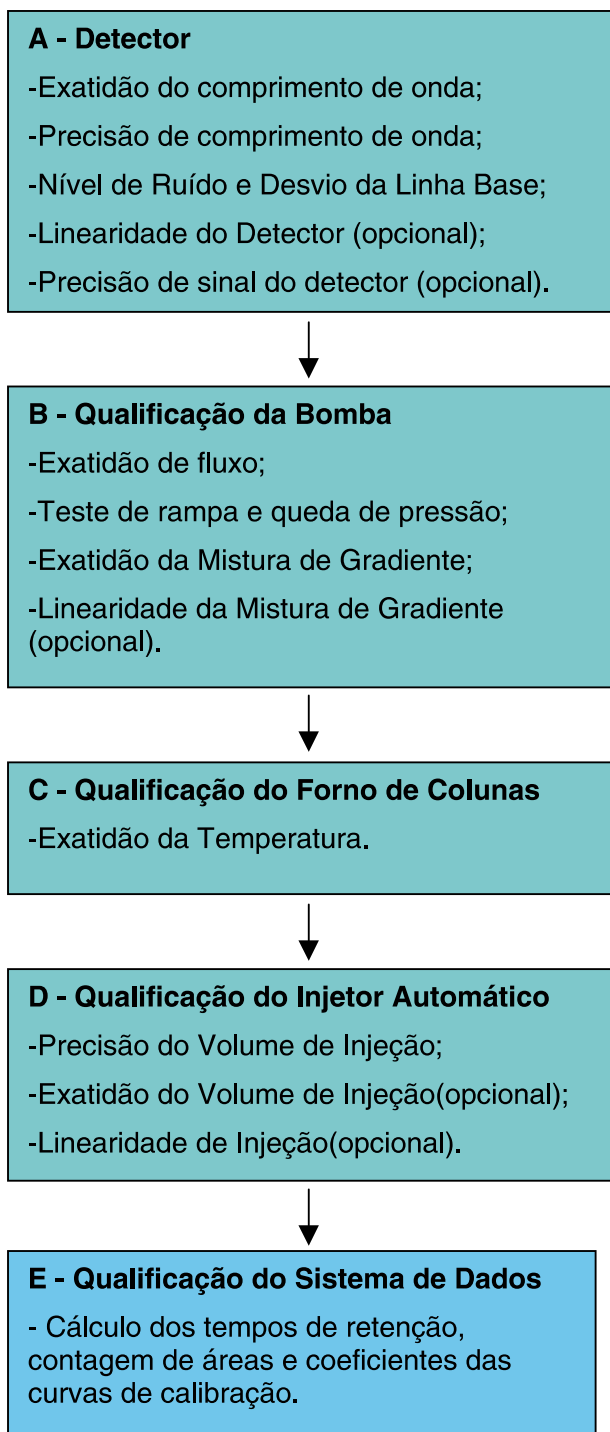 A - Detector
-Exatidão do comprimento de onda;
-Precisão de comprimento de onda;
-Nível de Ruído e Desvio da Linha Base;
-Linearidade do Detector (opcional);
-Precisão de sinal do detector (opcional).
B - Qualificação da Bomba
-Exatidão de fluxo;
-Teste de rampa e queda de pressão;
-Exatidão da Mistura de Gradiente;
-Linearidade da Mistura de Gradiente
(opcional).
C - Qualificação do Forno de Colunas
-Exatidão da Temperatura.
D - Qualificação do Injetor Automático
-Precisão do Volume de Injeção;
-Exatidão do Volume de Injeção(opcional);
-Linearidade de Injeção(opcional).
E - Qualificação do Sistema de Dados
- Cálculo dos tempos de retenção,
contagem de áreas e coeficientes das
curvas de calibração.